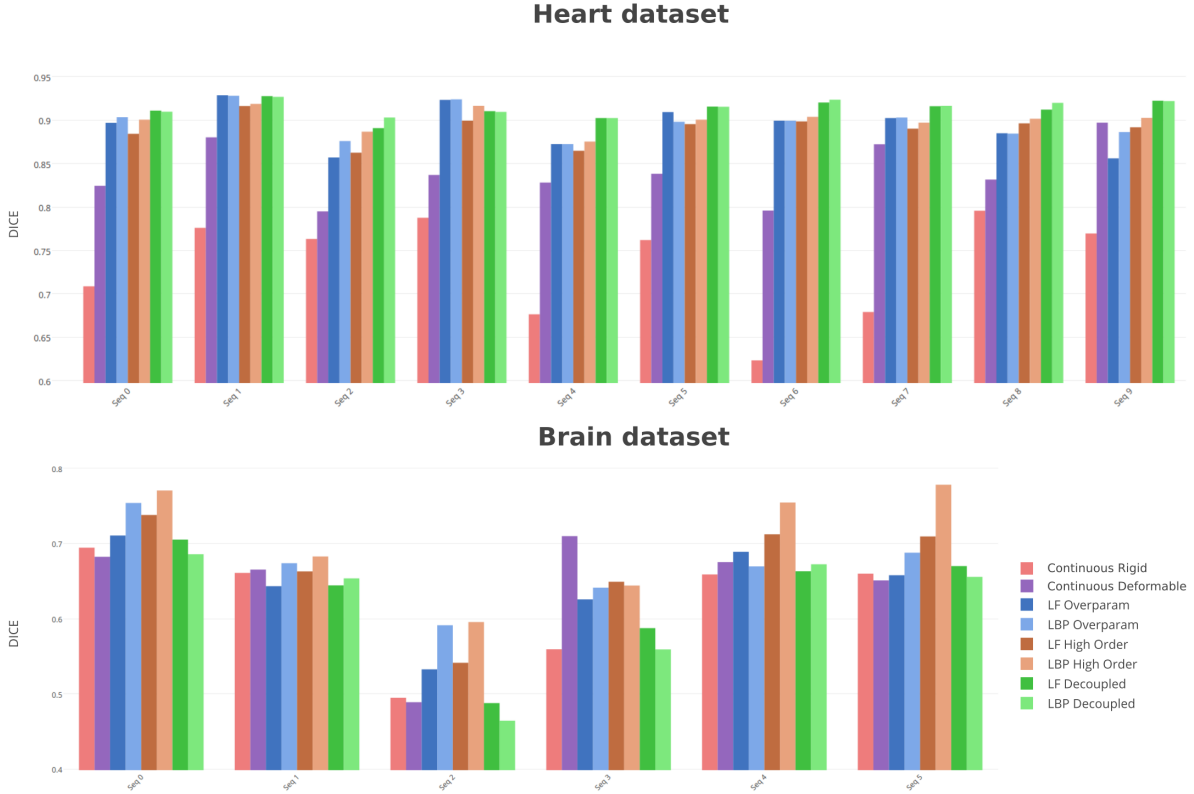 Heart dataset
DICE
0.95
0.9
0.85
0.8
0.75
0.7
0.65
0.6
Seq 0
Seq 1
Seq 2
Seq 3
Seq 4
Seq 5
Seq 6
Seq 7
Seq 8
Seq 9
Brain dataset
DICE
0.8
0.7
0.6
0.5
0.4
Seq 0
Seq 1
Seq 2
Seq 3
Seq 4
Seq 5
Continuous Rigid
Continuous Deformable
LF Overparam
LBP Overparam
LF High Order
LBP High Order
LF Decoupled
LBP Decoupled